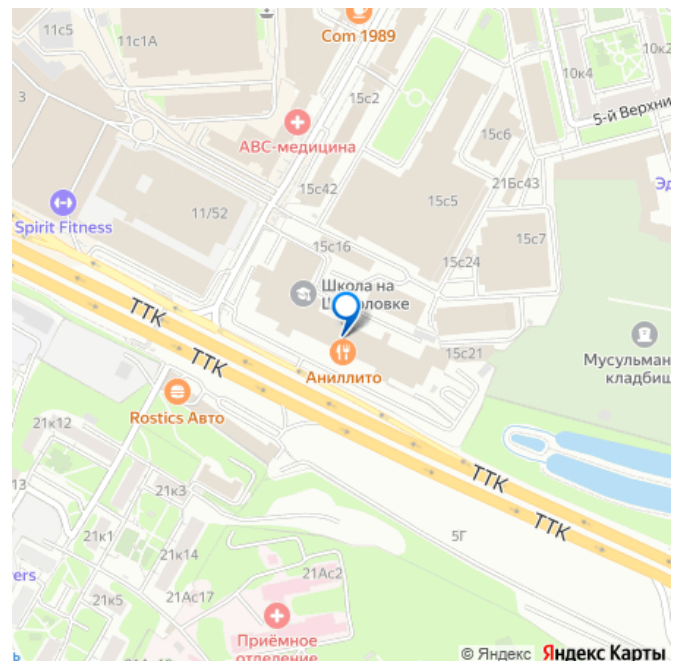 11с5
11с1А
Com 1989
10к4
10к2
5-й Верхни
3
15с2
АВС-медицина
15с6
15с42
21Бс43
Эд
15с5
11/52
Spirit Fitness
15с16
15с7
15с24
Школа на
ловке
ТТК
ТТК
Аниллито
15с21
Мусульман
кладбищ
Rostics Авто
21к12
13
21к3
ТТК
ТТК
21к1
21к14
5Г
ers
21Ас2
21к5
21Ас17
Приёмное
отделение
© Яндекс Яндекс Карты